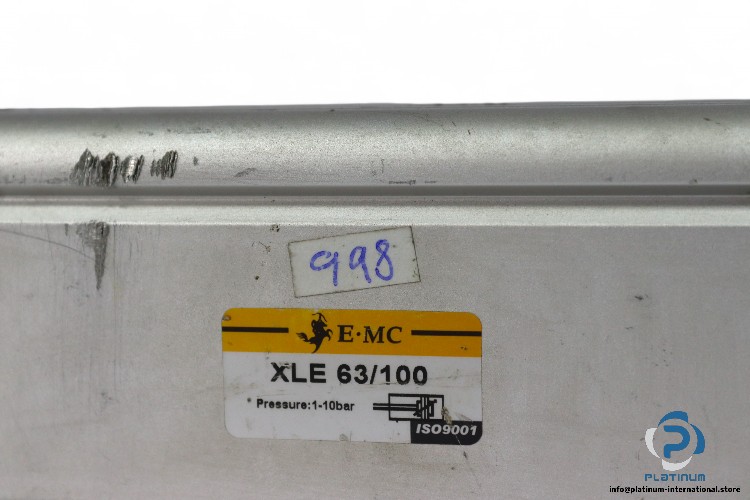 998
E·MC
XLE 63/100
* Pressure:1-10bar
ISO9001
PLATINUM
info@platinum-international.store